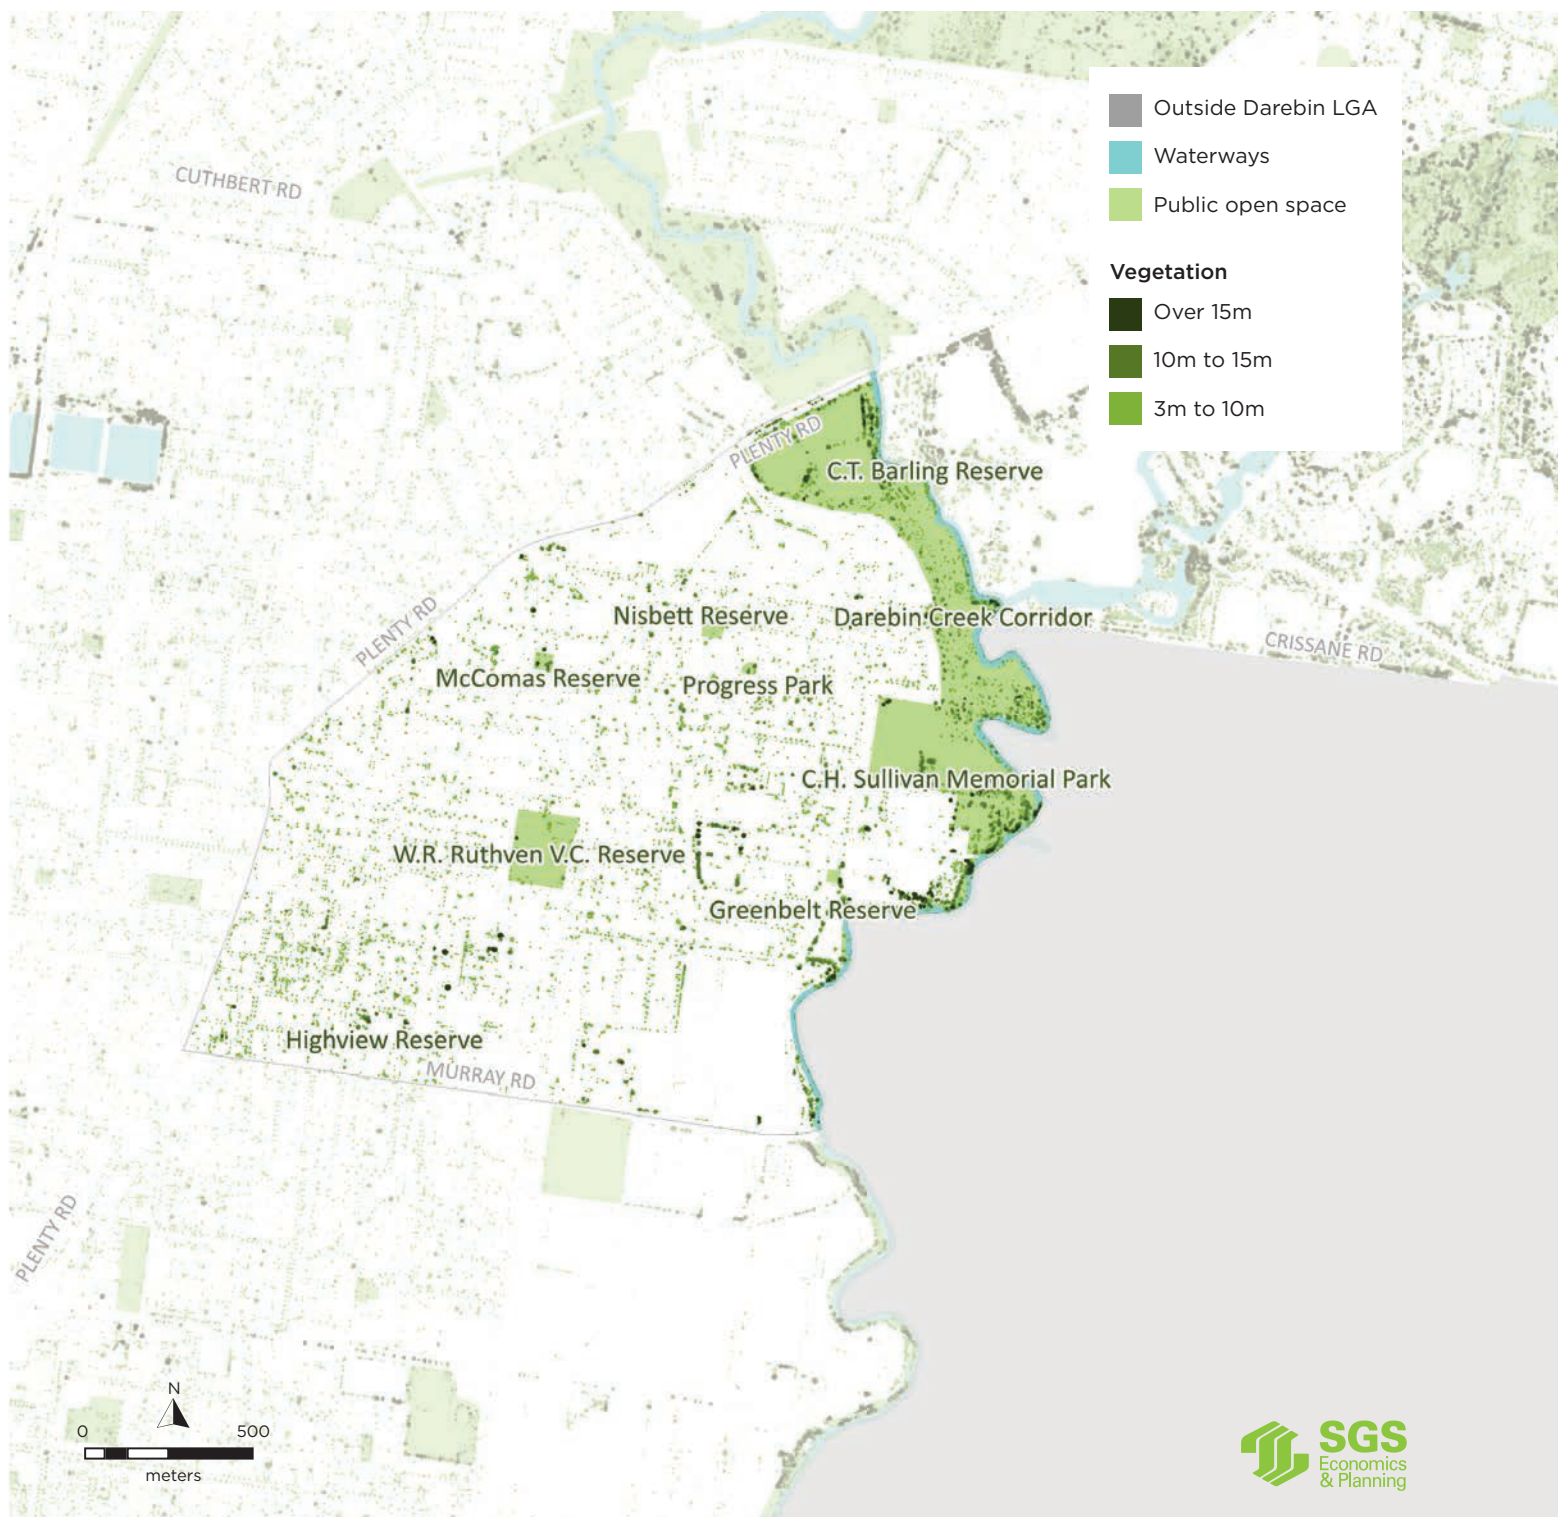 Outside Darebin LGA
Waterways
Public open space
Vegetation
Over 15m
10m to 15m
3m to 10m
CUTHBERT RD
PLENTY RD
C.T. Barling Reserve
Nisbett Reserve
Darebin Creek Corridor
PLENTY RD
CRISSANE RD
McComas Reserve
Progress Park
C.H. Sullivan Memorial Park
W.R. Ruthven V.C. Reserve
Greenbelt Reserve
Highview Reserve
MURRAY RD
PLENTY RD
N
0 500
meters
SGS
Economics
& Planning